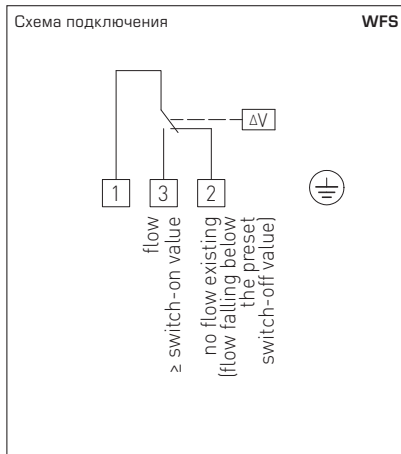 Схема подключения WFS
ΔV
1 3 2
flow
≥ switch-on value
no flow existing
(flow falling below
the preset
switch-off value)